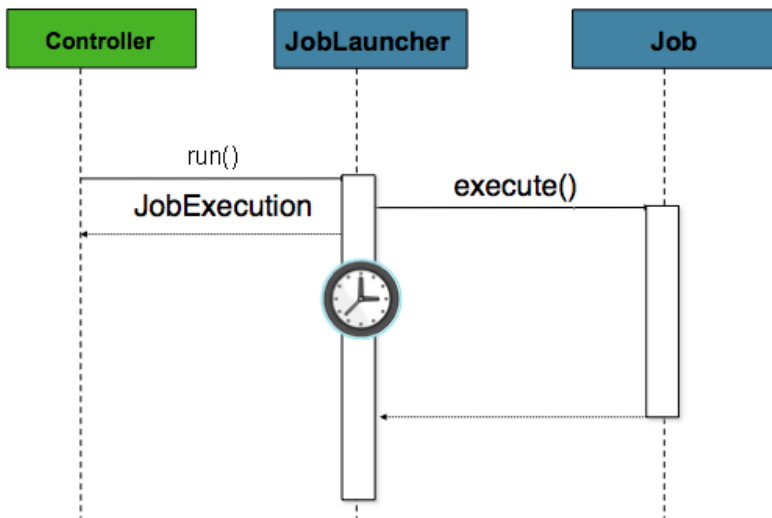 Controller
JobLauncher
Job
run()
execute()
JobExecution